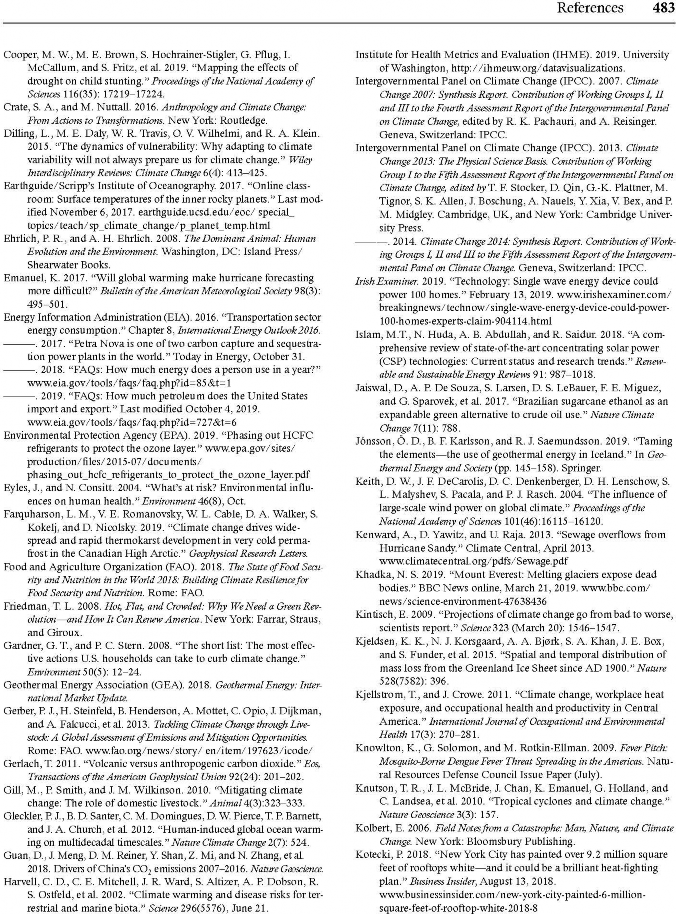 References 483
Cooper, M. W., M. E. Brown, S. Hochrainer-Stigler, G. Pflug, I.
McCallum, and S. Fritz, et al. 2019. “Mapping the effects of
drought on child stunting.” Proceedings of the National Academy of
Sciences 116(35): 17219–17224.
Crate, S. A., and M. Nuttall. 2016. Anthropology and Climate Change:
From Actions to Transformations. New York: Routledge.
Dilling, L., M. E. Daly, W. R. Travis, O. V. Wilhelmi, and R. A. Klein.
2015. “The dynamics of vulnerability: Why adapting to climate
variability will not always prepare us for climate change.” Wiley
Interdisciplinary Reviews: Climate Change 6(4): 413–425.
Earthguide/Scripp’s Institute of Oceanography. 2017. “Online class-
room: Surface temperatures of the inner rocky planets.” Last mod-
ified November 6, 2017. earthguide.ucsd.edu/eoc/ special_
topics/teach/sp_climate_change/p_planet_temp.html
Ehrlich, P. R., and A. H. Ehrlich. 2008. The Dominant Animal: Human
Evolution and the Environment. Washington, DC: Island Press/
Shearwater Books.
Emanuel, K. 2017. “Will global warming make hurricane forecasting
more difficult?” Bulletin of the American Meteorological Society 98(3):
495–501.
Energy Information Administration (EIA). 2016. “Transportation sector
energy consumption.” Chapter 8. International Energy Outlook 2016.
———. 2017. “Petra Nova is one of two carbon capture and sequestra-
tion power plants in the world.” Today in Energy, October 31.
———. 2018. “FAQs: How much energy does a person use in a year?”
www.eia.gov/tools/faqs/faq.php?id=85&t=1
———. 2019. “FAQs: How much petroleum does the United States
import and export.” Last modified October 4, 2019.
www.eia.gov/tools/faqs/faq.php?id=727&t=6
Environmental Protection Agency (EPA). 2019. “Phasing out HCFC
refrigerants to protect the ozone layer.” www.epa.gov/sites/
production/files/2015-07/documents/
phasing_out_hcfc_refrigerants_to_protect_the_ozone_layer.pdf
Eyles, J., and N. Consitt. 2004. “What’s at risk? Environmental influ-
ences on human health.” Environment 46(8), Oct.
Farquharson, L. M., V. E. Romanovsky, W. L. Cable, D. A. Walker, S.
Kokelj, and D. Nicolsky. 2019. “Climate change drives wide-
spread and rapid thermokarst development in very cold perma-
frost in the Canadian High Arctic.” Geophysical Research Letters.
Food and Agriculture Organization (FAO). 2018. The State of Food Secu-
rity and Nutrition in the World 2018: Building Climate Resilience for
Food Security and Nutrition. Rome: FAO.
Friedman, T. L. 2008. Hot, Flat, and Crowded: Why We Need a Green Rev-
olution—and How It Can Renew America. New York: Farrar, Straus,
and Giroux.
Gardner, G. T., and P. C. Stern. 2008. “The short list: The most effec-
tive actions U.S. households can take to curb climate change.”
Environment 50(5): 12–24.
Geothermal Energy Association (GEA). 2018. Geothermal Energy: Inter-
national Market Update.
Gerber, P. J., H. Steinfeld, B. Henderson, A. Mottet, C. Opio, J. Dijkman,
and A. Falcucci, et al. 2013. Tackling Climate Change through Live-
stock: A Global Assessment of Emissions and Mitigation Opportunities.
Rome: FAO. www.fao.org/news/story/ en/item/197623/icode/
Gerlach, T. 2011. “Volcanic versus anthropogenic carbon dioxide.” Eos,
Transactions of the American Geophysical Union 92(24): 201–202.
Gill, M., P. Smith, and J. M. Wilkinson. 2010. “Mitigating climate
change: The role of domestic livestock.” Animal 4(3):323–333.
Gleckler, P. J., B. D. Santer, C. M. Domingues, D. W. Pierce, T. P. Barnett,
and J. A. Church, et al. 2012. “Human-induced global ocean warm-
ing on multidecadal timescales.” Nature Climate Change 2(7): 524.
Guan, D., J. Meng, D. M. Reiner, Y. Shan, Z. Mi, and N. Zhang, et al.
2018. Drivers of China’s CO₂ emissions 2007–2016. Nature Geoscience.
Harvell, C. D., C. E. Mitchell, J. R. Ward, S. Altizer, A. P. Dobson, R.
S. Ostfeld, et al. 2002. “Climate warming and disease risks for ter-
restrial and marine biota.” Science 296(5576), June 21.
Institute for Health Metrics and Evaluation (IHME). 2019. University
of Washington, http://ihmeuw.org/datavisualizations.
Intergovernmental Panel on Climate Change (IPCC). 2007. Climate
Change 2007: Synthesis Report. Contribution of Working Groups I, II
and III to the Fourth Assessment Report of the Intergovernmental Panel
on Climate Change, edited by R. K. Pachauri, and A. Reisinger.
Geneva, Switzerland: IPCC.
Intergovernmental Panel on Climate Change (IPCC). 2013. Climate
Change 2013: The Physical Science Basis. Contribution of Working
Group I to the Fifth Assessment Report of the Intergovernmental Panel on
Climate Change, edited by T. F. Stocker, D. Qin, G.-K. Plattner, M.
Tignor, S. K. Allen, J. Boschung, A. Nauels, Y. Xia, V. Bex, and P.
M. Midgley. Cambridge, UK, and New York: Cambridge Univer-
sity Press.
———. 2014. Climate Change 2014: Synthesis Report. Contribution of Work-
ing Groups I, II and III to the Fifth Assessment Report of the Intergovern-
mental Panel on Climate Change. Geneva, Switzerland: IPCC.
Irish Examiner. 2019. “Technology: Single wave energy device could
power 100 homes.” February 13, 2019. www.irishexaminer.com/
breakingnews/technow/single-wave-energy-device-could-power-
100-homes-experts-claim-904114.html
Islam, M.T., N. Huda, A. B. Abdullah, and R. Saidur. 2018. “A com-
prehensive review of state-of-the-art concentrating solar power
(CSP) technologies: Current status and research trends.” Renew-
able and Sustainable Energy Reviews 91: 987–1018.
Jaiswal, D., A. P. De Souza, S. Larsen, D. S. LeBauer, F. E. Miguez,
and G. Sparovek, et al. 2017. “Brazilian sugarcane ethanol as an
expandable green alternative to crude oil use.” Nature Climate
Change 7(11): 788.
Jónsson, Ó. D., B. F. Karlsson, and R. J. Saemundsson. 2019. “Taming
the elements—the use of geothermal energy in Iceland.” In Geo-
thermal Energy and Society (pp. 145–158). Springer.
Keith, D. W., J. F. DeCarolis, D. C. Denkenberger, D. H. Lenschow, S.
L. Malyshev, S. Pacala, and P. J. Rasch. 2004. “The influence of
large-scale wind power on global climate.” Proceedings of the
National Academy of Sciences 101(46):16115–16120.
Kenward, A., D. Yawitz, and U. Raja. 2013. “Sewage overflows from
Hurricane Sandy.” Climate Central, April 2013.
www.climatecentral.org/pdfs/Sewage.pdf
Khadka, N. S. 2019. “Mount Everest: Melting glaciers expose dead
bodies.” BBC News online, March 21, 2019. www.bbc.com/
news/science-environment-47638436
Kintisch, E. 2009. “Projections of climate change go from bad to worse,
scientists report.” Science 323 (March 20): 1546–1547.
Kjeldsen, K. K., N. J. Korsgaard, A. A. Bjørk, S. A. Khan, J. E. Box,
and S. Funder, et al. 2015. “Spatial and temporal distribution of
mass loss from the Greenland Ice Sheet since AD 1900.” Nature
528(7582): 396.
Kjellstrom, T., and J. Crowe. 2011. “Climate change, workplace heat
exposure, and occupational health and productivity in Central
America.” International Journal of Occupational and Environmental
Health 17(3): 270–281.
Knowlton, K., G. Solomon, and M. Rotkin-Ellman. 2009. Fever Pitch:
Mosquito-Borne Dengue Fever Threat Spreading in the Americas. Natu-
ral Resources Defense Council Issue Paper (July).
Knutson, T. R., J. L. McBride, J. Chan, K. Emanuel, G. Holland, and
C. Landsea, et al. 2010. “Tropical cyclones and climate change.”
Nature Geoscience 3(3): 157.
Kolbert, E. 2006. Field Notes from a Catastrophe: Man, Nature, and Climate
Change. New York: Bloomsbury Publishing.
Kotecki, P. 2018. “New York City has painted over 9.2 million square
feet of rooftops white—and it could be a brilliant heat-fighting
plan.” Business Insider, August 13, 2018.
www.businessinsider.com/new-york-city-painted-6-million-
square-feet-of-rooftop-white-2018-8